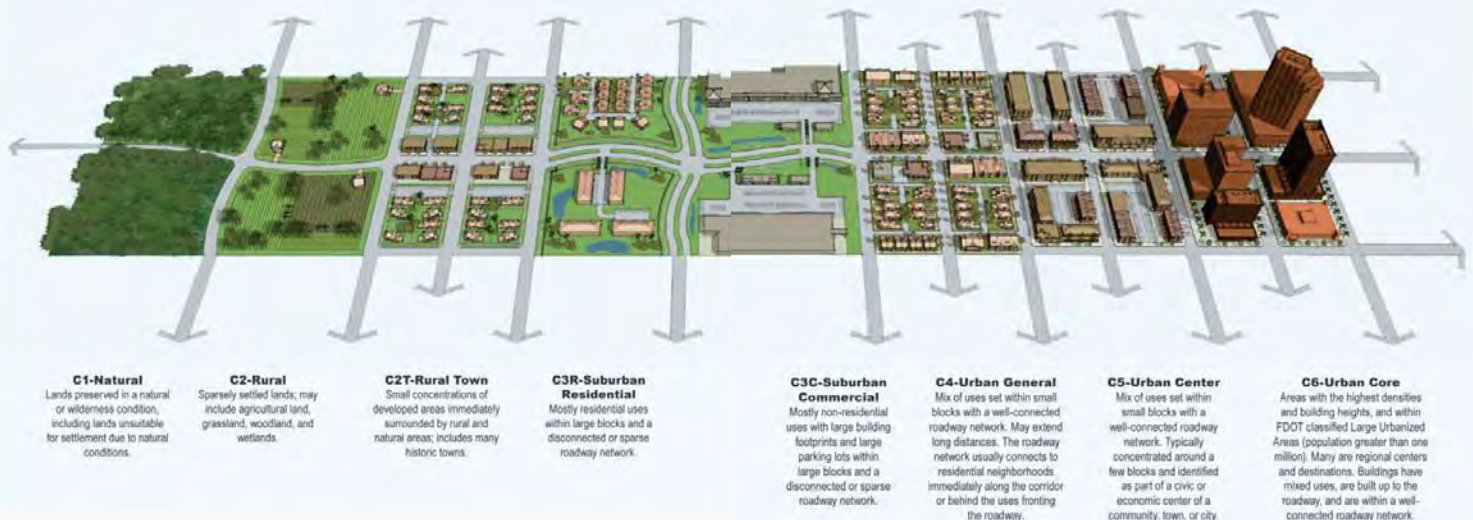 C1-Natural
Lands preserved in a natural
or wilderness condition,
including lands unsuitable
for settlement due to natural
conditions.
C2-Rural
Sparsely settled lands; may
include agricultural land,
grassland, woodland, and
wetlands.
C2T-Rural Town
Small concentrations of
developed areas immediately
surrounded by rural and
natural areas; includes many
historic towns.
C3R-Suburban
Residential
Mostly residential uses
within large blocks and a
disconnected or sparse
roadway network.
C3C-Suburban
Commercial
Mostly non-residential
uses with large building
footprints and large
parking lots within
large blocks and a
disconnected or sparse
roadway network.
C4-Urban General
Mix of uses set within small
blocks with a well-connected
roadway network. May extend
long distances. The roadway
network usually connects to
residential neighborhoods
immediately along the corridor
or behind the uses fronting
the roadway.
C5-Urban Center
Mix of uses set within
small blocks with a
well-connected roadway
network. Typically
concentrated around a
few blocks and identified
as part of a civic or
economic center of a
community, town, or city.
C6-Urban Core
Areas with the highest densities
and building heights, and within
FDOT classified Large Urbanized
Areas (population greater than one
million). Many are regional centers
and destinations. Buildings have
mixed uses, are built up to the
roadway, and are within a well-
connected roadway network.